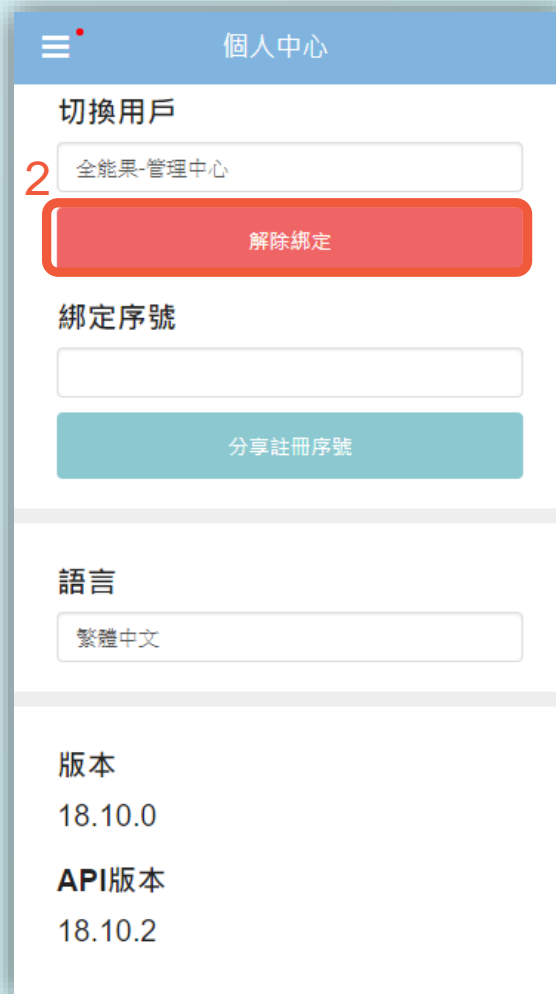 個人中心
切換用戶
2
全能果-管理中心
解除綁定
綁定序號
分享註冊序號
語言
繁體中文
版本
18.10.0
API版本
18.10.2